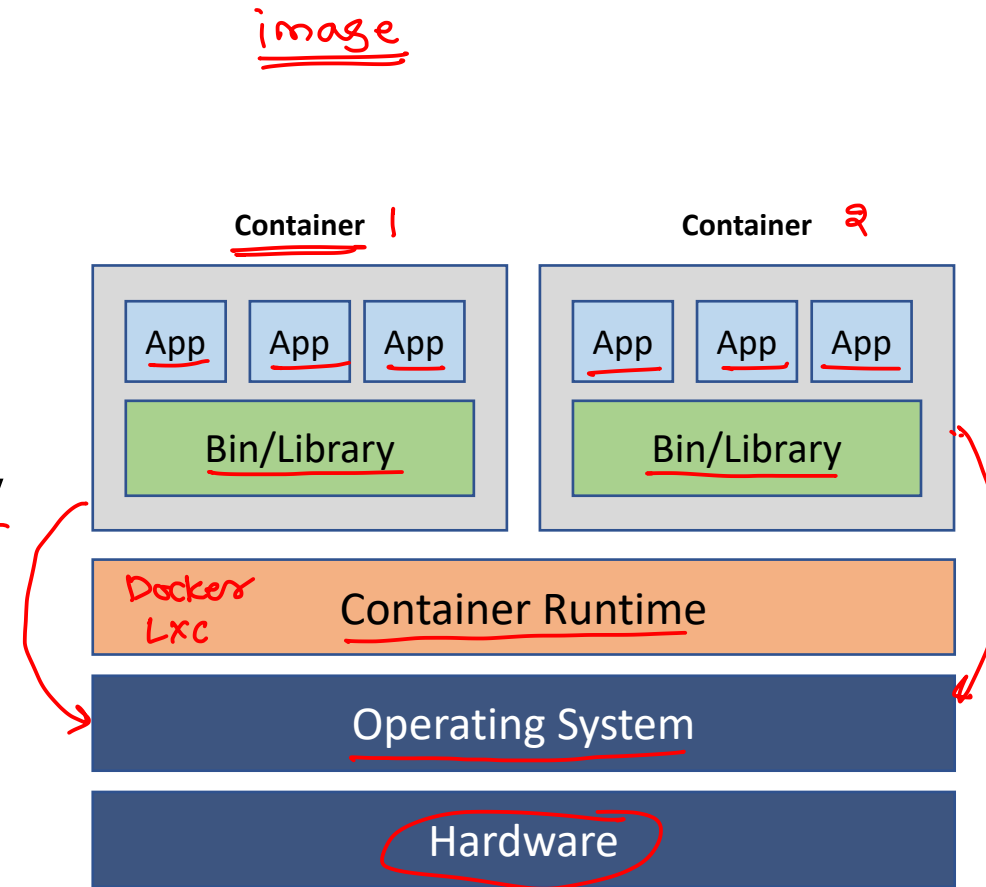 image
Container 1 Container 2
App App App App App App
Bin/Library Bin/Library
Docker
LXC
Container Runtime
Operating System
Hardware